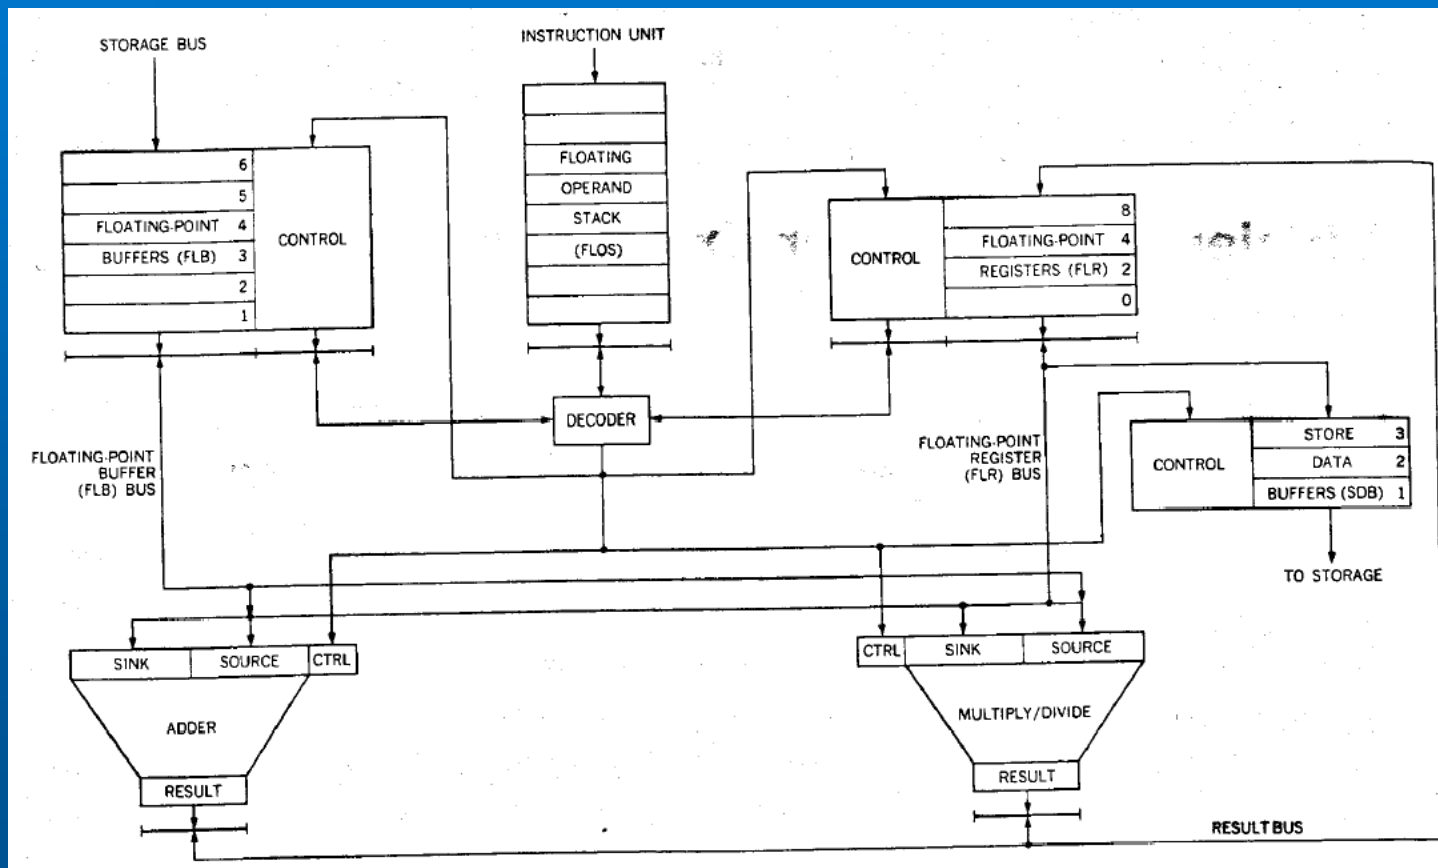 STORAGE BUS
INSTRUCTION UNIT
6
5
FLOATING-POINT 4
BUFFERS (FLB) 3
2
1
CONTROL
FLOATING
OPERAND
STACK
(FLOS)
CONTROL
8
FLOATING-POINT 4
REGISTERS (FLR) 2
0
DECODER
FLOATING-POINT
BUFFER
(FLB) BUS
FLOATING-POINT
REGISTER
(FLR) BUS
CONTROL
STORE 3
DATA 2
BUFFERS (SDB) 1
TO STORAGE
SINK SOURCE CTRL
ADDER
RESULT
CTRL SINK SOURCE
MULTIPLY/DIVIDE
RESULT
RESULT BUS